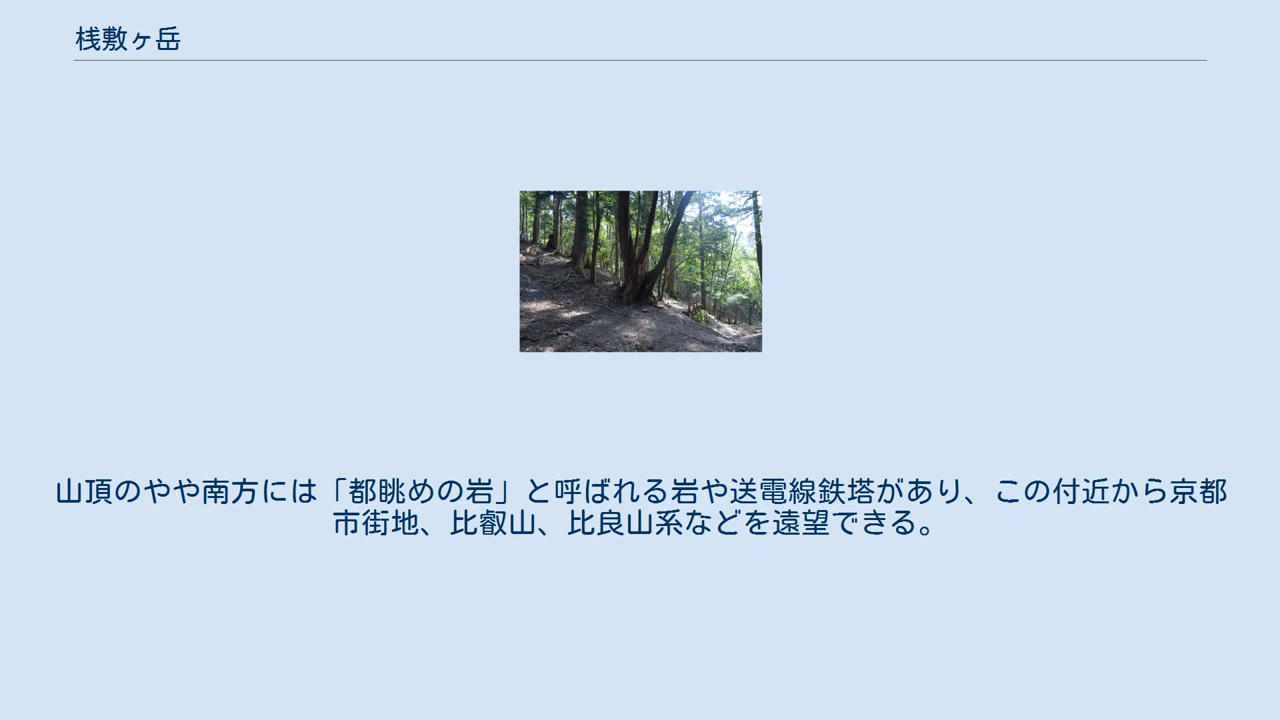 桟敷ヶ岳
山頂のやや南方には「都眺めの岩」と呼ばれる岩や送電線鉄塔があり、この付近から京都
市街地、比叡山、比良山系などを遠望できる。